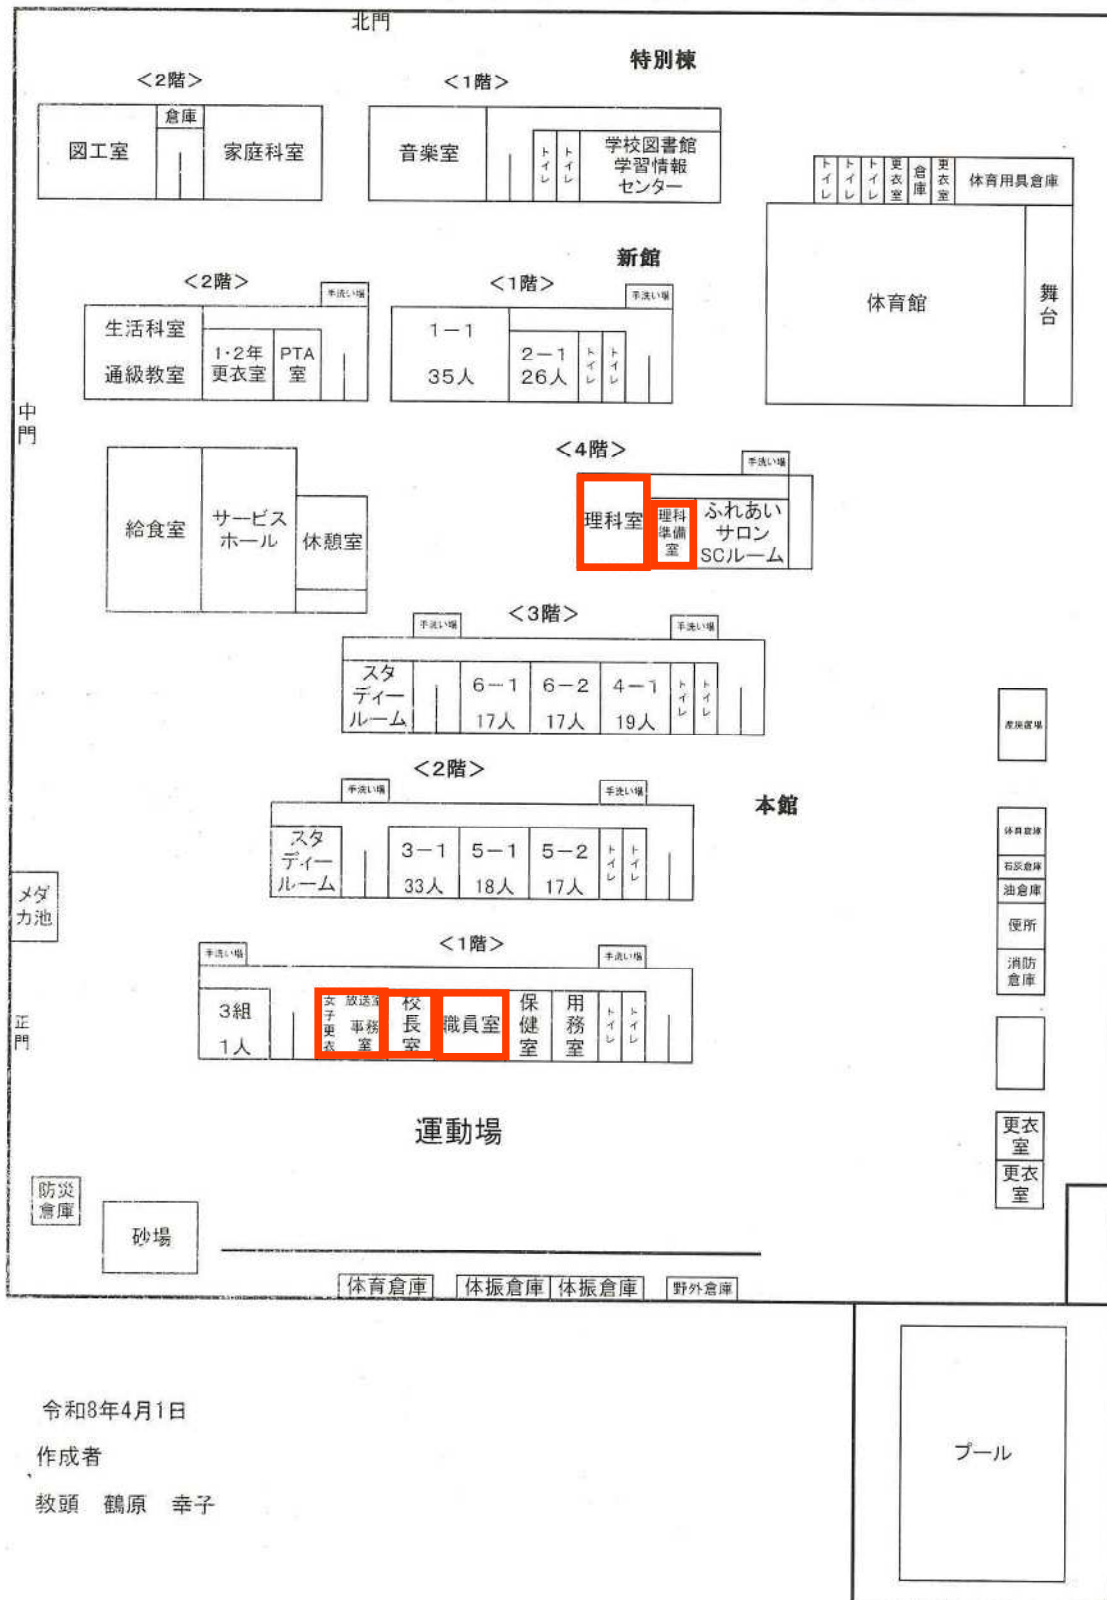 北門
特別棟
<2階>
<1階>
図工室
倉庫
家庭科室
音楽室
トイレ
トイレ
学校図書館
学習情報
センター
トイレ
トイレ
トイレ
更衣室
倉庫
更衣室
体育用具倉庫
体育館
舞台
新館
<2階>
手洗い場
<1階>
手洗い場
生活科室
通級教室
1・2年
更衣室
PTA
室
1-1
35人
2-1
26人
トイレ
トイレ
中門
給食室
サービス
ホール
休憩室
<4階>
手洗い場
理科室
理科
準備
室
ふれあい
サロン
SCルーム
<3階>
手洗い場
手洗い場
スタ
ディー
ルーム
6-1
17人
6-2
17人
4-1
19人
トイレ
トイレ
<2階>
手洗い場
手洗い場
本館
スタ
ディー
ルーム
3-1
33人
5-1
18人
5-2
17人
トイレ
トイレ
石灰倉庫
油倉庫
便所
消防
倉庫
メダ
カ池
<1階>
手洗い場
手洗い場
正門
3組
1人
女子更衣
放送室
事務
室
校長室
職員室
保健室
用務室
トイレ
トイレ
運動場
更衣
室
更衣
室
防災
倉庫
砂場
体育倉庫
体振倉庫
体振倉庫
野外倉庫
プール
令和8年4月1日
作成者
教頭 鶴原 幸子